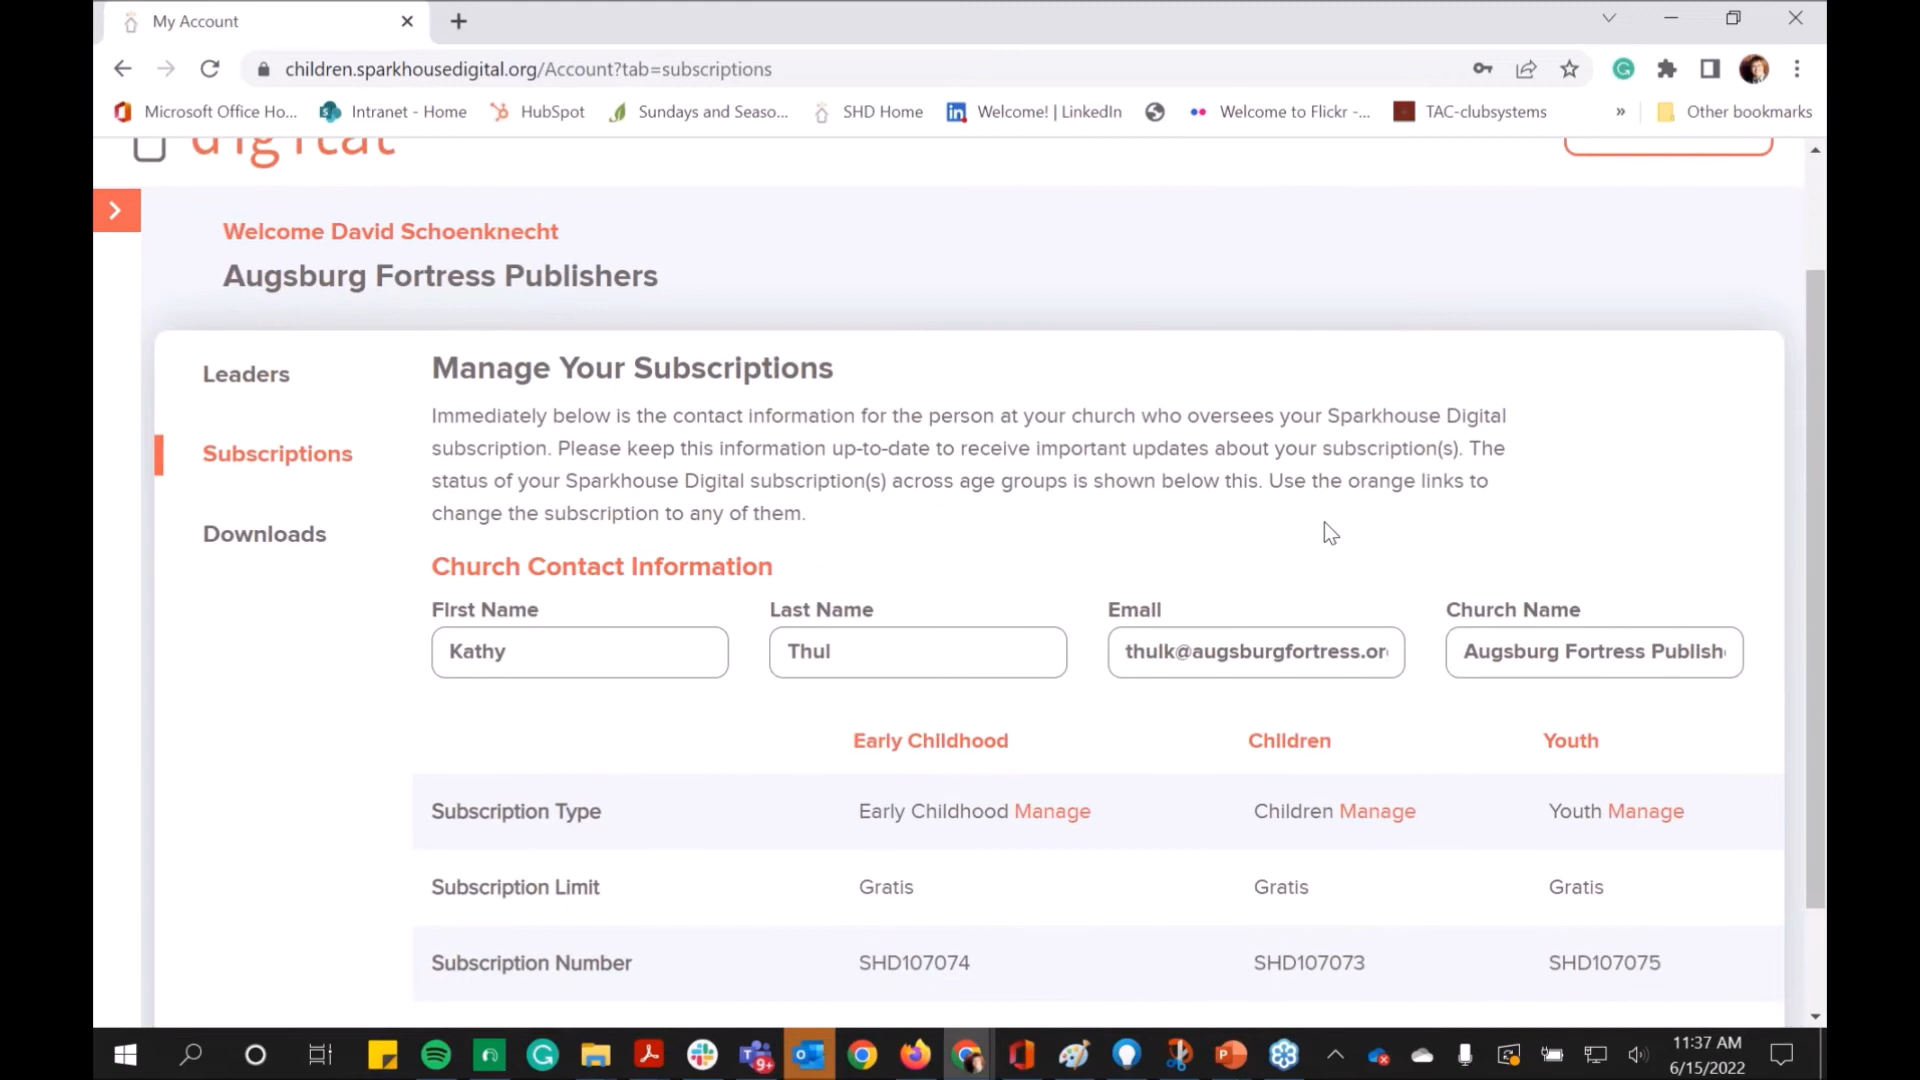 My Account
children.sparkhousedigital.org/Account?tab=subscriptions
Microsoft Office Ho...
Intranet - Home
HubSpot
Sundays and Seaso...
SHD Home
Welcome! | LinkedIn
Welcome to Flickr -...
TAC-clubsystems
»
Other bookmarks
digital
Welcome David Schoenknecht
Augsburg Fortress Publishers
Leaders
Subscriptions
Downloads
Manage Your Subscriptions
Immediately below is the contact information for the person at your church who oversees your Sparkhouse Digital
subscription. Please keep this information up-to-date to receive important updates about your subscription(s). The
status of your Sparkhouse Digital subscription(s) across age groups is shown below this. Use the orange links to
change the subscription to any of them.
Church Contact Information
First Name Last Name Email Church Name
Kathy Thul thulk@augsburgfortress.or Augsburg Fortress Publish
Early Childhood Children Youth
Subscription Type Early Childhood Manage Children Manage Youth Manage
Subscription Limit Gratis Gratis Gratis
Subscription Number SHD107074 SHD107073 SHD107075
9+
11:37 AM
6/15/2022